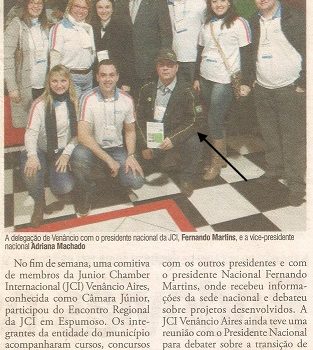 A delegação de Venâncio com o presidente nacional da JCI, Fernando Martins, e a vice-presidente
nacional Adriana Machado
No fim de semana, uma comitiva
de membros da Junior Chamber
Internacional (JCI) Venâncio Aires,
conhecida como Câmara Júnior,
participou do Encontro Regional
da JCI em Espumoso. Os inte-
grantes da entidade do município
acompanharam cursos, concursos
com os outros presidentes e com
o presidente Nacional Fernando
Martins, onde recebeu informa-
ções da sede nacional e debateu
sobre projetos desenvolvidos. A
JCI Venâncio Aires ainda teve uma
reunião com o Presidente Nacional
para debater sobre a transição de